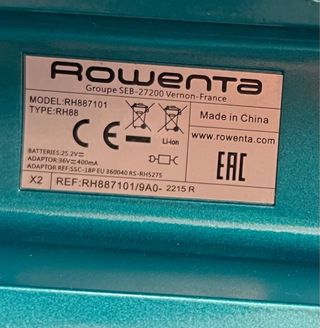 Rowenta
Groupe SEB-27200 Vernon-France
MODEL:RH887101
TYPE:RH88
Made in China
CE
Li-ion
www.rowenta.com
EAC
BATTERIES:25.2V⎓
ADAPTOR:36V⎓400mA
ADAPTOR REF:SSC-18P EU 360040 RS-RH5275
X2 REF:RH887101/9A0- 2215 R